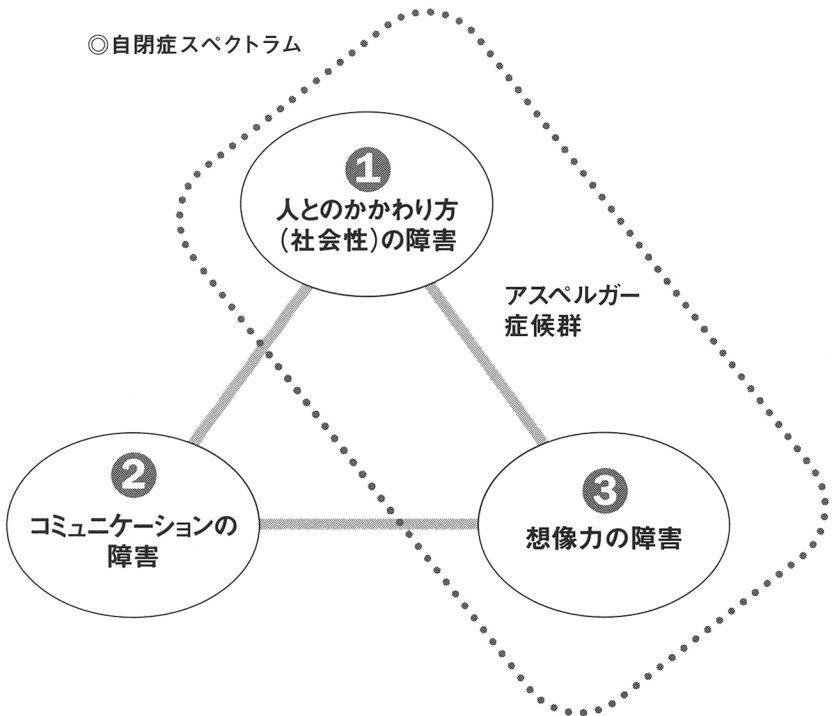 ◎自閉症スペクトラム
1
人とのかかわり方
(社会性)の障害
アスペルガー
症候群
2
コミュニケーションの
障害
3
想像力の障害